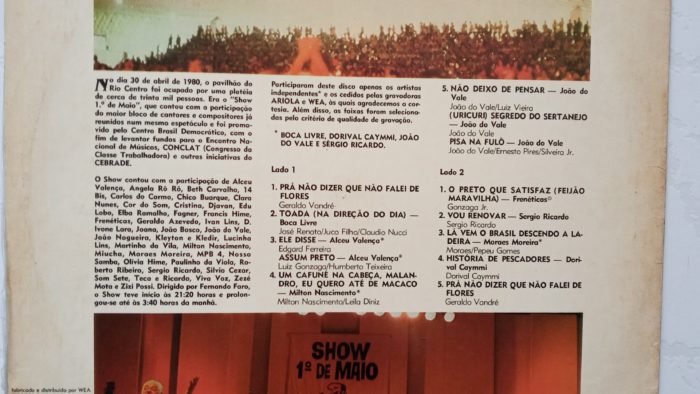 No dia 30 de abril de 1980, o pavilhão do
Rio Centro foi ocupado por uma platéia
de cerca de trinta mil pessoas. Era o "Show
1.º de Maio", que contou com a participação
do maior bloco de cantores e compositores já
reunidos num mesmo espetáculo e foi promo-
vido pelo Centro Brasil Democrático, com o
fim de levantar fundos para o Encontro Na-
cional de Músicos, CONCLAT (Congresso da
Classe Trabalhadora) e outras iniciativas do
CEBRADE.
O Show contou com a participação de Alceu
Valença, Angela Rô Rô, Beth Carvalho, 14
Bis, Carlos do Carmo, Chico Buarque, Clara
Nunes, Cor do Som, Cristina, Djavan, Edu
Lobo, Elba Ramalho, Fagner, Francis Hime,
Frenéticas, Geraldo Azevedo, Ivan Lins, D.
Ivone Lara, Joana, João Bosco, João do Vale,
João Nogueira, Kleyton e Kledir, Lucinha
Lins, Martinho da Vila, Milton Nascimento,
Miucha, Moraes Moreira, MPB 4, Nosso
Samba, Olivia Hime, Paulinho da Viola, Ro-
berto Ribeiro, Sergio Ricardo, Silvio Cezar,
Som Sete, Teca e Ricardo, Viva Voz, Zezé
Mota e Zizi Possi. Dirigido por Fernando Faro,
o Show teve início às 21:20 horas e prolon-
gou-se até às 3:40 horas da manhã.
Participaram deste disco apenas os artistas
independentes* e os cedidos pelas gravadoras
ARIOLA e WEA, às quais agradecemos a cor-
tesia. Além disso, as faixas foram seleciona-
das pelo critério de qualidade de gravação.
* BOCA LIVRE, DORIVAL CAYMMI, JOÃO
DO VALE E SÉRGIO RICARDO.
Lado 1
1. PRÁ NÃO DIZER QUE NÃO FALEI DE
FLORES
Geraldo Vandré
2. TOADA (NA DIREÇÃO DO DIA) —
Boca Livre
José Renato/Juca Filho/Claudio Nucci
3. ELE DISSE — Alceu Valença*
Edgard Ferreira
ASSUM PRETO — Alceu Valença*
Luiz Gonzaga/Humberto Teixeira
4. UM CAFUNÉ NA CABEÇA, MALAN-
DRO, EU QUERO ATÉ DE MACACO
— Milton Nascimento*
Milton Nascimento/Leila Diniz
5. NÃO DEIXO DE PENSAR — João do
Vale
João do Vale/Luiz Vieira
(URICURI) SEGREDO DO SERTANEJO
— João do Vale
João do Vale
PISA NA FULÔ — João do Vale
João do Vale/Ernesto Pires/Silveira Jr.
Lado 2
1. O PRETO QUE SATISFAZ (FEIJÃO
MARAVILHA) — Frenéticas
Gonzaga Jr.
2. VOU RENOVAR — Sergio Ricardo
Sergio Ricardo
3. LÁ VEM O BRASIL DESCENDO A LA-
DEIRA — Moraes Moreira*
Moraes/Pepeu Gomes
4. HISTÓRIA DE PESCADORES — Dori-
val Caymmi
Dorival Caymmi
5. PRÁ NÃO DIZER QUE NÃO FALEI DE
FLORES
Geraldo Vandré
SHOW
1º DE MAIO
fabricado e distribuído por WEA